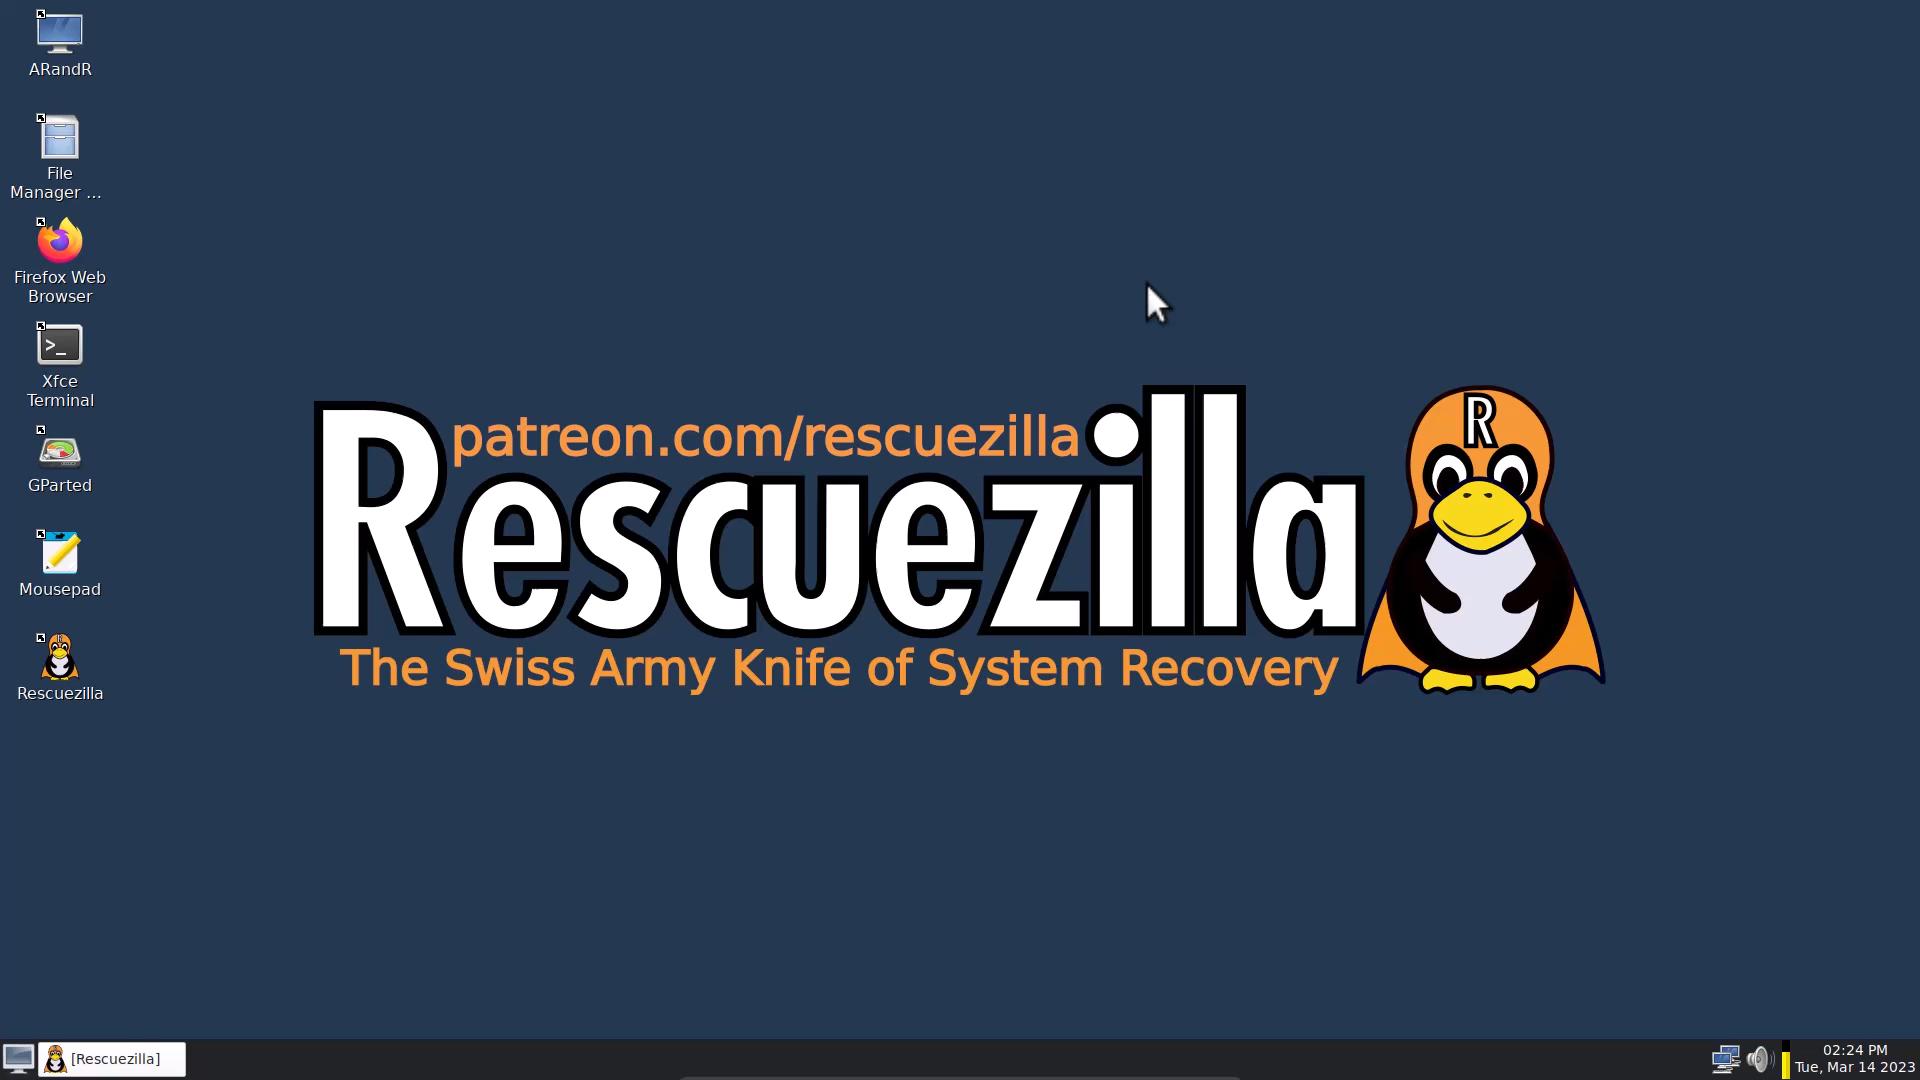 ARandR
File
Manager ...
Firefox Web
Browser
>_
Xfce
Terminal
GParted
Mousepad
R
Rescuezilla
patreon.com/rescuezilla
R
Rescuezilla
The Swiss Army Knife of System Recovery
[Rescuezilla]
02:24 PM
Tue, Mar 14 2023